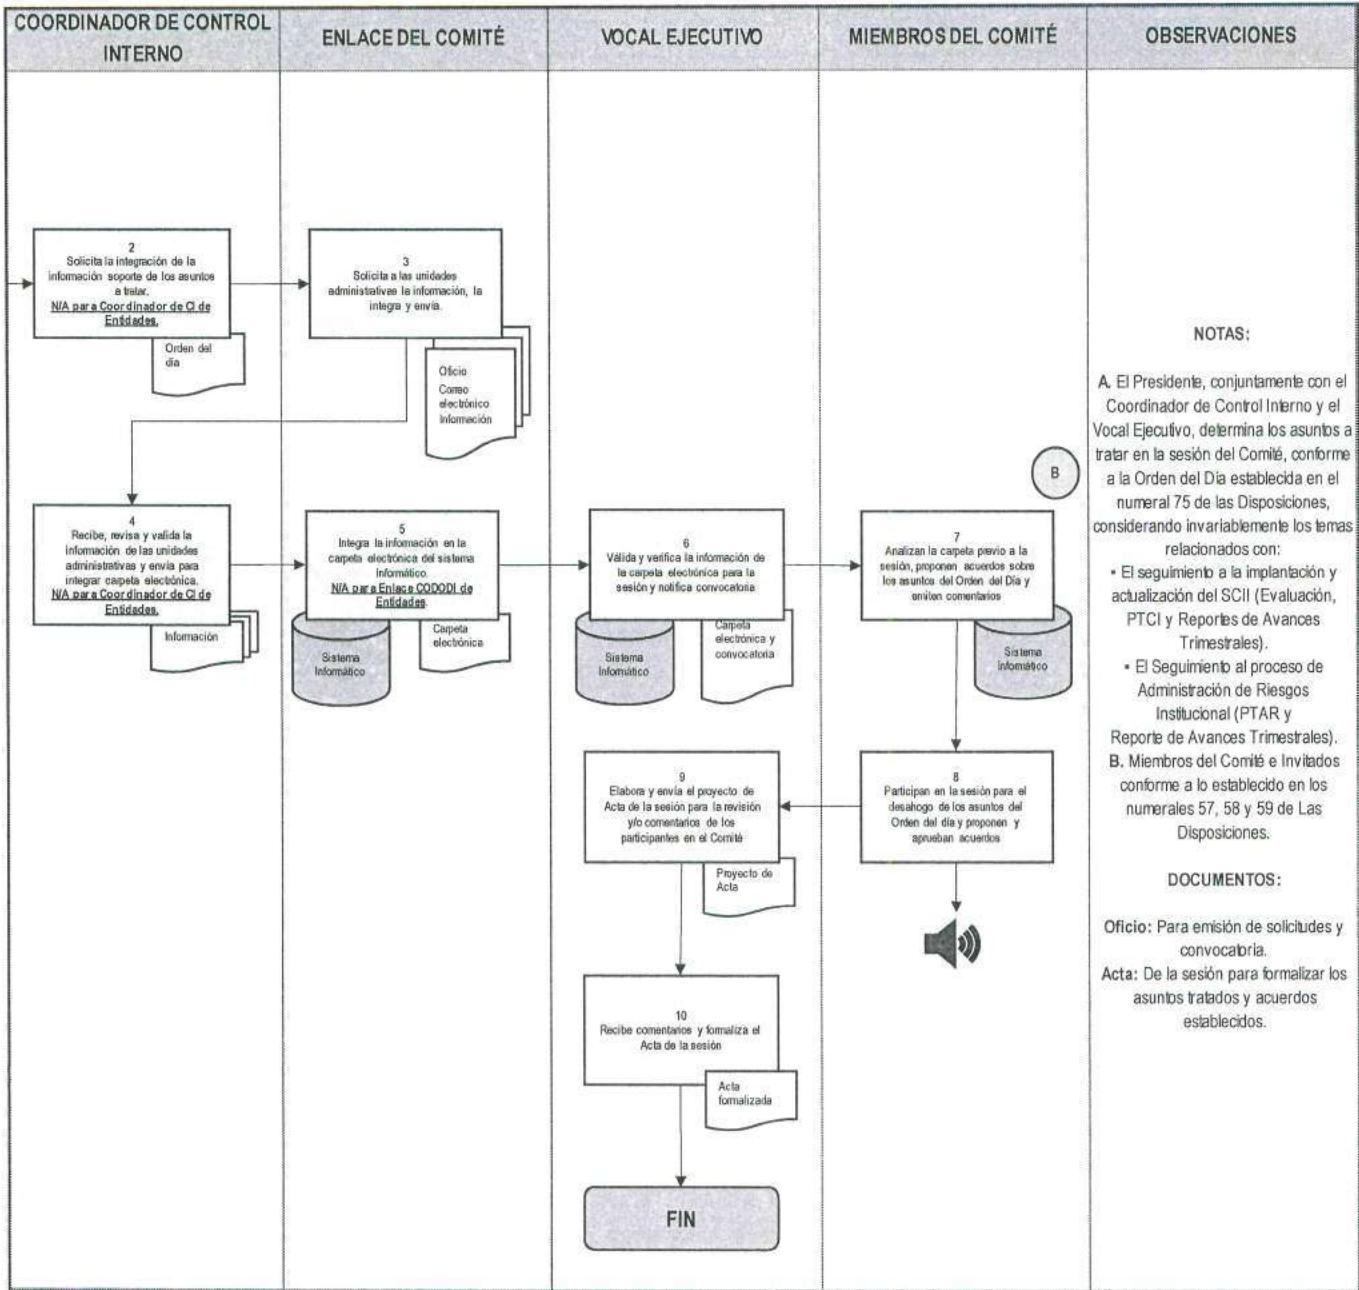 COORDINADOR DE CONTROL
INTERNO
ENLACE DEL COMITÉ
VOCAL EJECUTIVO
MIEMBROS DEL COMITÉ
OBSERVACIONES
2
Solicita la integración de la
información soporte de los asuntos
a tratar.
N/A para Coordinador de CI de
Entidades.
Orden del
día
3
Solicita a las unidades
administrativas la información, la
integra y envía.
Oficio
Correo
electrónico
Información
4
Recibe, revisa y valida la
información de las unidades
administrativas y envía para
integrar carpeta electrónica.
N/A para Coordinador de CI de
Entidades.
Información
5
Integra la información en la
carpeta electrónica del sistema
informático.
N/A para Enlace CODODI de
Entidades.
Sistema
Informático
Carpeta
electrónica
6
Válida y verifica la información de
la carpeta electrónica para la
sesión y notifica convocatoria
Sistema
Informático
Carpeta
electrónica y
convocatoria
B
7
Analizan la carpeta previo a la
sesión, proponen acuerdos sobre
los asuntos del Orden del Día y
emiten comentarios
Sistema
Informático
8
Participan en la sesión para el
desahogo de los asuntos del
Orden del día y proponen y
aprueban acuerdos
9
Elabora y envía el proyecto de
Acta de la sesión para la revisión
y/o comentarios de los
participantes en el Comité
Proyecto de
Acta
10
Recibe comentarios y formaliza el
Acta de la sesión
Acta
formalizada
FIN
NOTAS:
A. El Presidente, conjuntamente con el
Coordinador de Control Interno y el
Vocal Ejecutivo, determina los asuntos a
tratar en la sesión del Comité, conforme
a la Orden del Día establecida en el
numeral 75 de las Disposiciones,
considerando invariablemente los temas
relacionados con:
• El seguimiento a la implantación y
actualización del SCII (Evaluación,
PTCI y Reportes de Avances
Trimestrales).
• El Seguimiento al proceso de
Administración de Riesgos
Institucional (PTAR y
Reporte de Avances Trimestrales).
B. Miembros del Comité e Invitados
conforme a lo establecido en los
numerales 57, 58 y 59 de Las
Disposiciones.
DOCUMENTOS:
Oficio: Para emisión de solicitudes y
convocatoria.
Acta: De la sesión para formalizar los
asuntos tratados y acuerdos
establecidos.